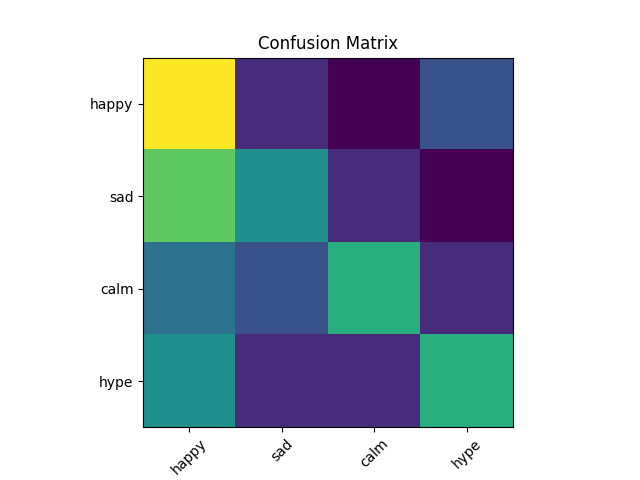 Confusion Matrix
happy
sad
calm
hype
happy sad calm hype